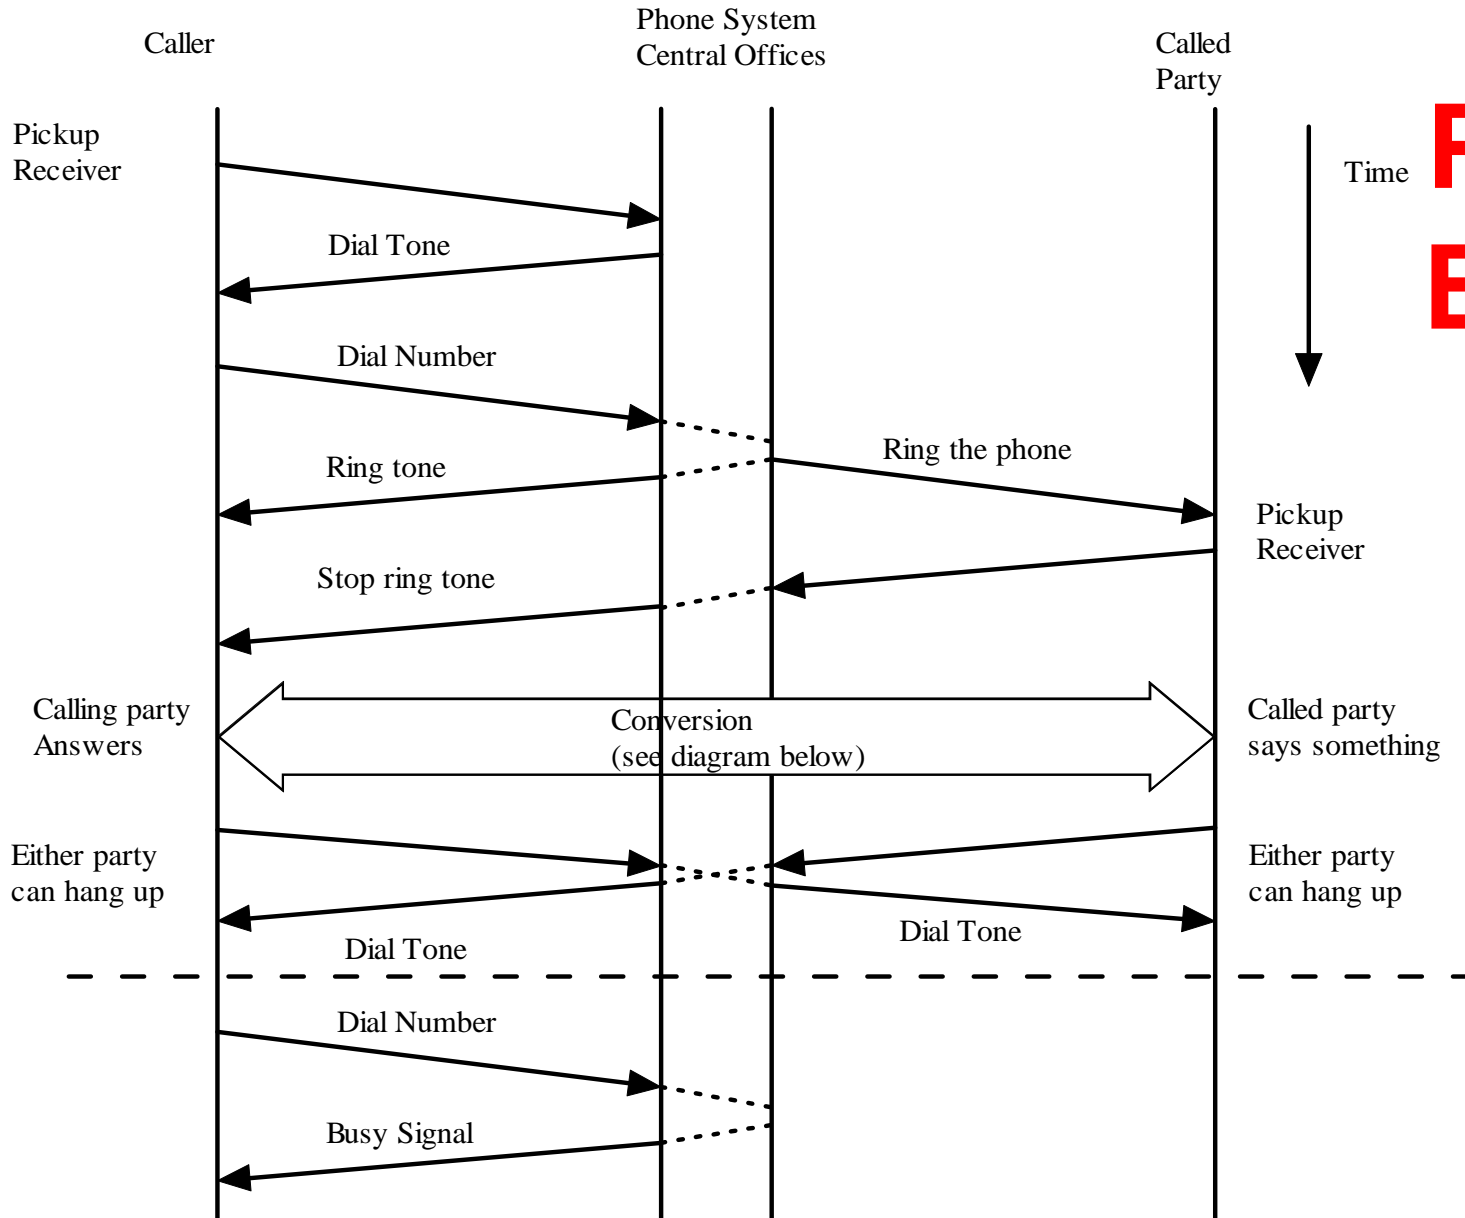 Caller
Phone System
Central Offices
Called
Party
Pickup
Receiver
Time
P
E
Dial Tone
Dial Number
Ring tone
Ring the phone
Pickup
Receiver
Stop ring tone
Calling party
Answers
Conversion
(see diagram below)
Called party
says something
Either party
can hang up
Either party
can hang up
Dial Tone
Dial Tone
Dial Number
Busy Signal